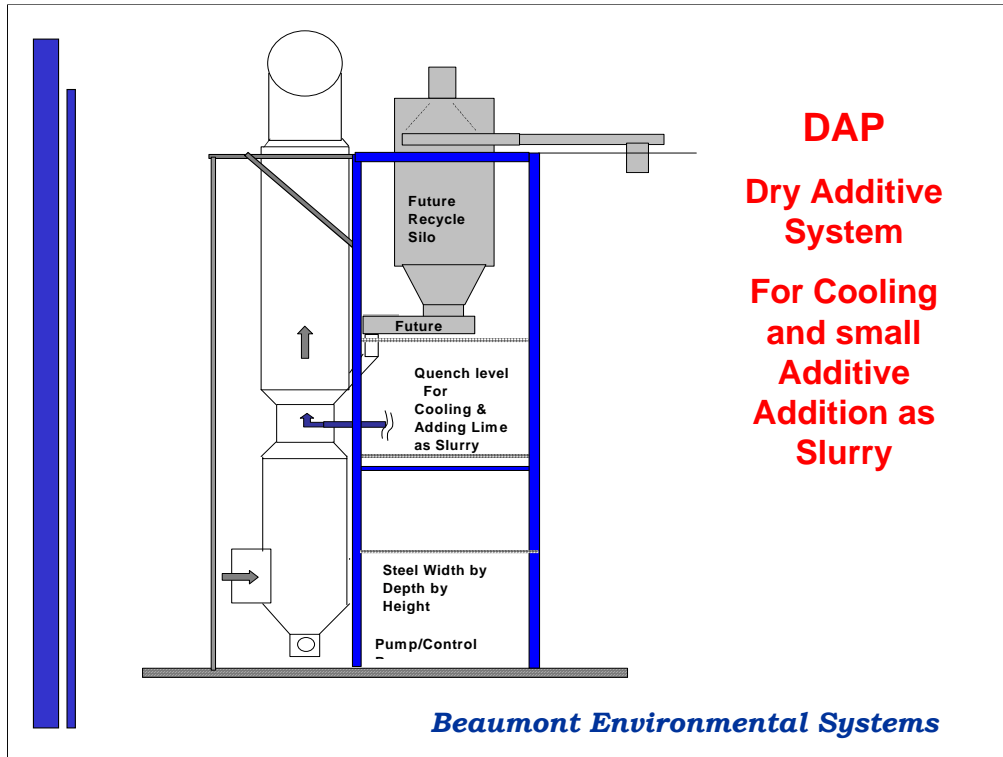 DAP
Dry Additive
System
For Cooling
and small
Additive
Addition as
Slurry
Future
Recycle
Silo
Future
Quench level
For
Cooling &
Adding Lime
as Slurry
Steel Width by
Depth by
Height
Pump/Control
Beaumont Environmental Systems